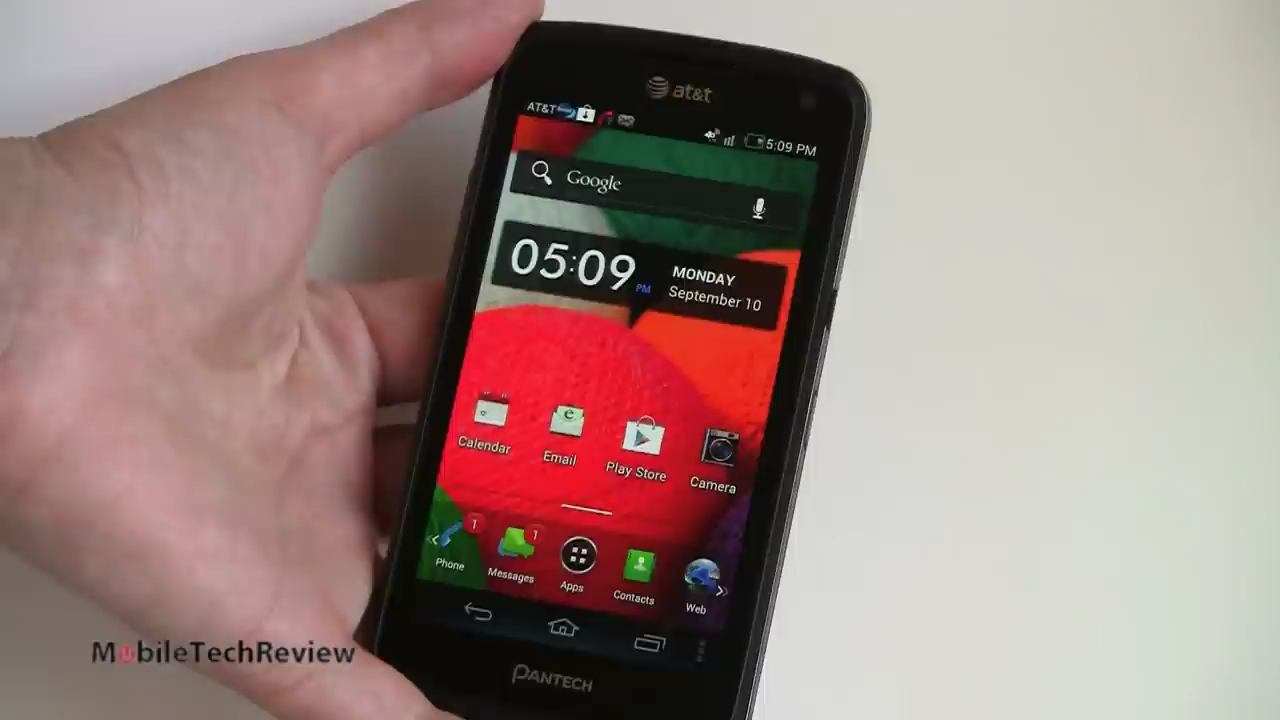 at&t
AT&T
4G
5:09 PM
Google
05:09 PM
MONDAY
September 10
Calendar
Email
Play Store
Camera
1
1
Phone
Messages
Apps
Contacts
Web
MobileTechReview
PANTECH